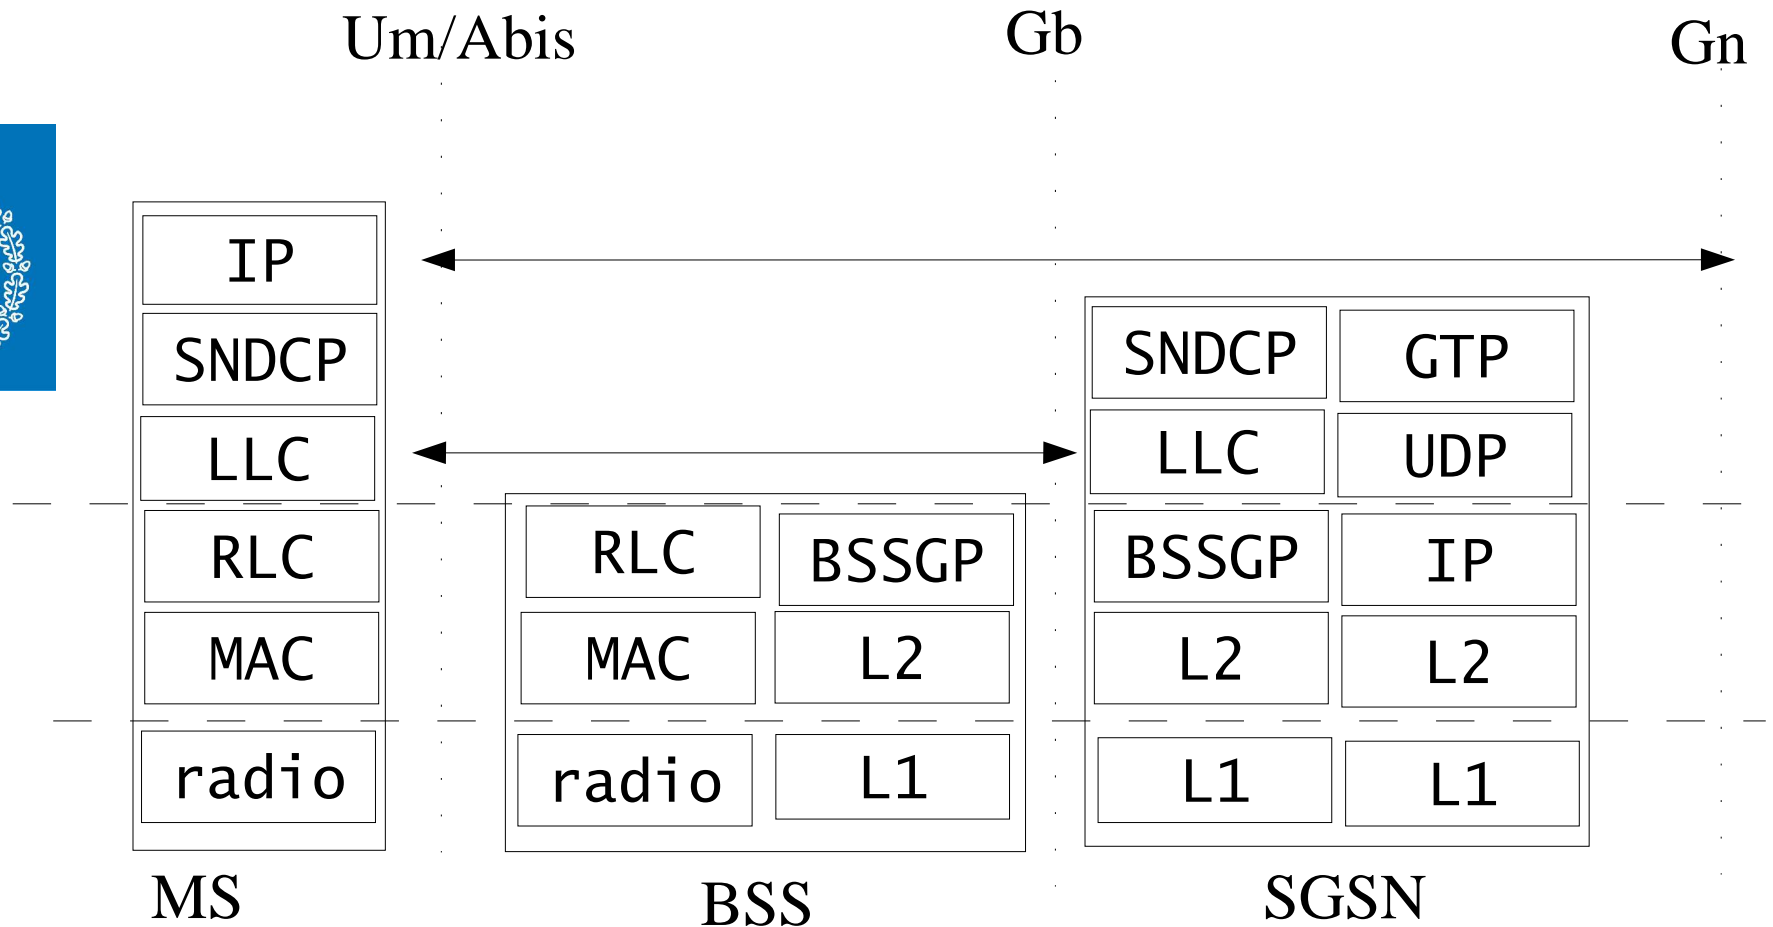 Um/Abis
Gb
Gn
IP
SNDCP
LLC
RLC
MAC
radio
MS
RLC
MAC
radio
BSSGP
L2
L1
BSS
SNDCP
LLC
BSSGP
L2
L1
GTP
UDP
IP
L2
L1
SGSN